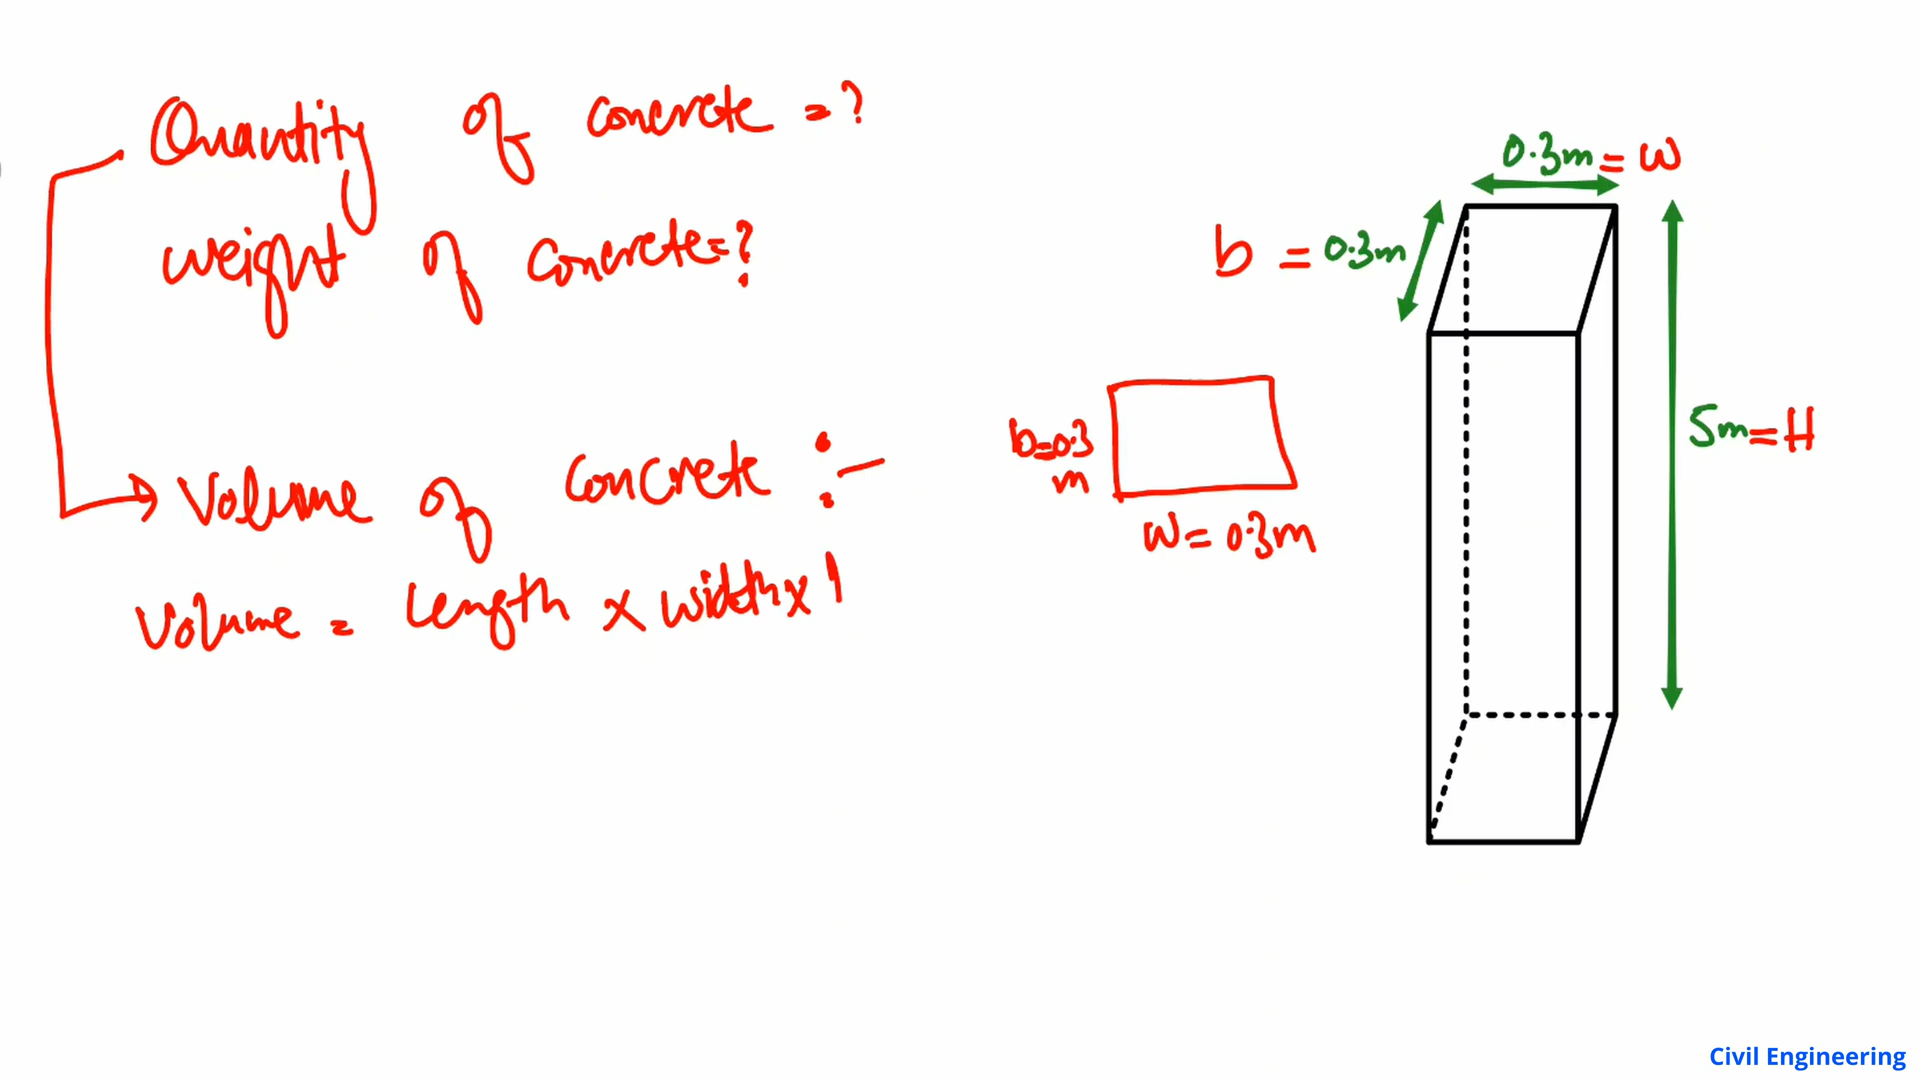 Quantity of concrete = ?
weight of concrete = ?
Volume of concrete :-
Volume = Length x width x
0.3m = w
b = 0.3m
b=0.3
m
w = 0.3m
5m = H
Civil Engineering